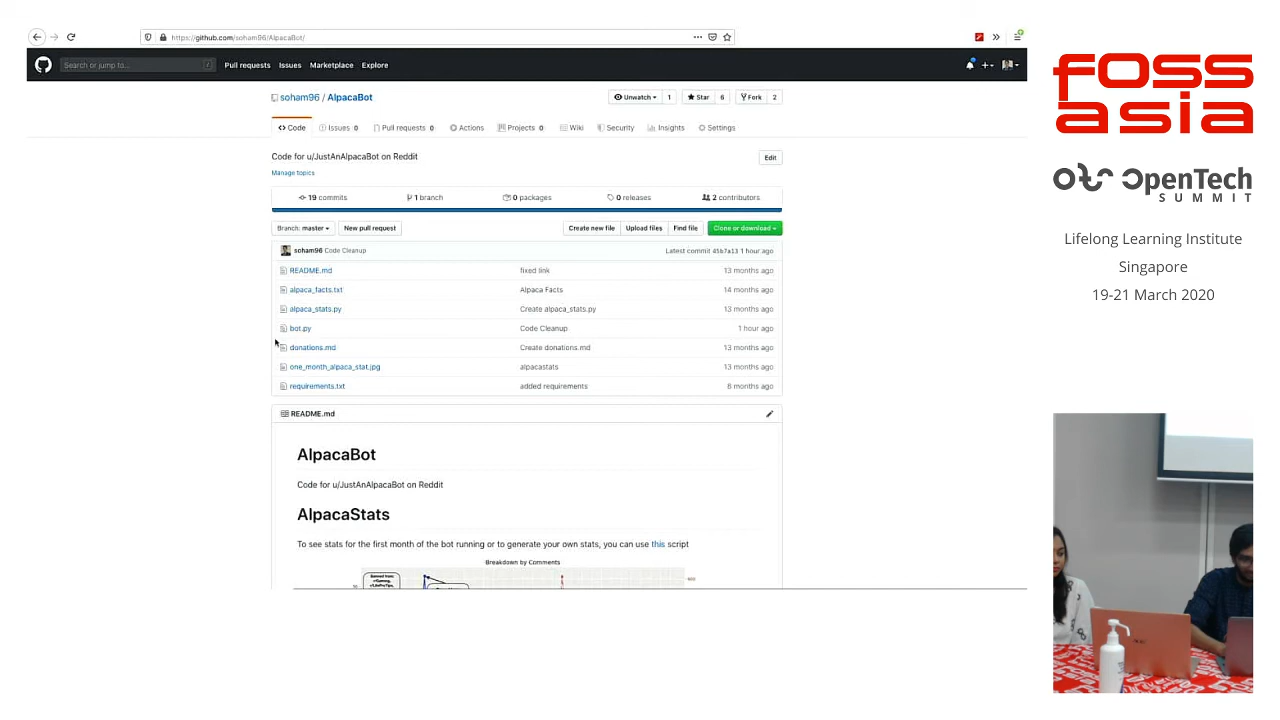 https://github.com/soham96/AlpacaBot/
Search or jump to...
/
Pull requests Issues Marketplace Explore
soham96 / AlpacaBot
Unwatch 1 Star 6 Fork 2
Code Issues 0 Pull requests 0 Actions Projects 0 Wiki Security Insights Settings
Code for u/JustAnAlpacaBot on Reddit
Edit
Manage topics
19 commits 1 branch 0 packages 0 releases 2 contributors
Branch: master New pull request Create new file Upload files Find file Clone or download
soham96 Code Cleanup Latest commit 1 hour ago
README.md fixed link 13 months ago
alpaca_facts.txt Alpaca Facts 14 months ago
alpaca_stats.py Create alpaca_stats.py 13 months ago
bot.py Code Cleanup 1 hour ago
donations.md Create donations.md 13 months ago
one_month_alpaca_stat.jpg alpacastats 13 months ago
requirements.txt added requirements 8 months ago
README.md
AlpacaBot
Code for u/JustAnAlpacaBot on Reddit
AlpacaStats
To see stats for the first month of the bot running or to generate your own stats, you can use this script
Breakdown by Comments
Banned from:
FOSS
asia
OpenTech
SUMMIT
Lifelong Learning Institute
Singapore
19-21 March 2020